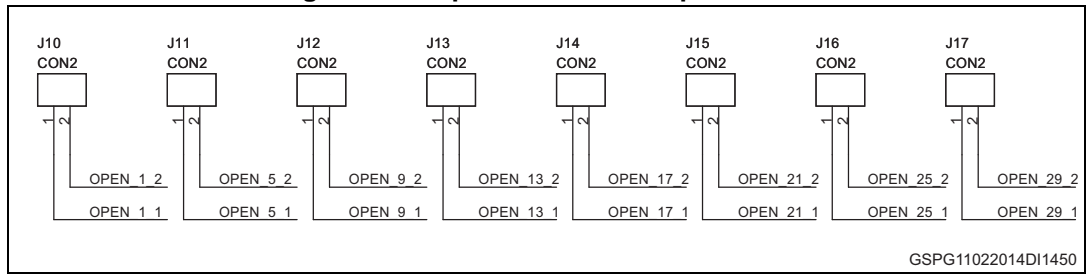 J10 J11 J12 J13 J14 J15 J16 J17
CON2 CON2 CON2 CON2 CON2 CON2 CON2 CON2
1 2 1 2 1 2 1 2 1 2 1 2 1 2 1 2
OPEN_1_2 OPEN_5_2 OPEN_9_2 OPEN_13_2 OPEN_17_2 OPEN_21_2 OPEN_25_2 OPEN_29_2
OPEN_1_1 OPEN_5_1 OPEN_9_1 OPEN_13_1 OPEN_17_1 OPEN_21_1 OPEN_25_1 OPEN_29_1
GSPG11022014DI1450